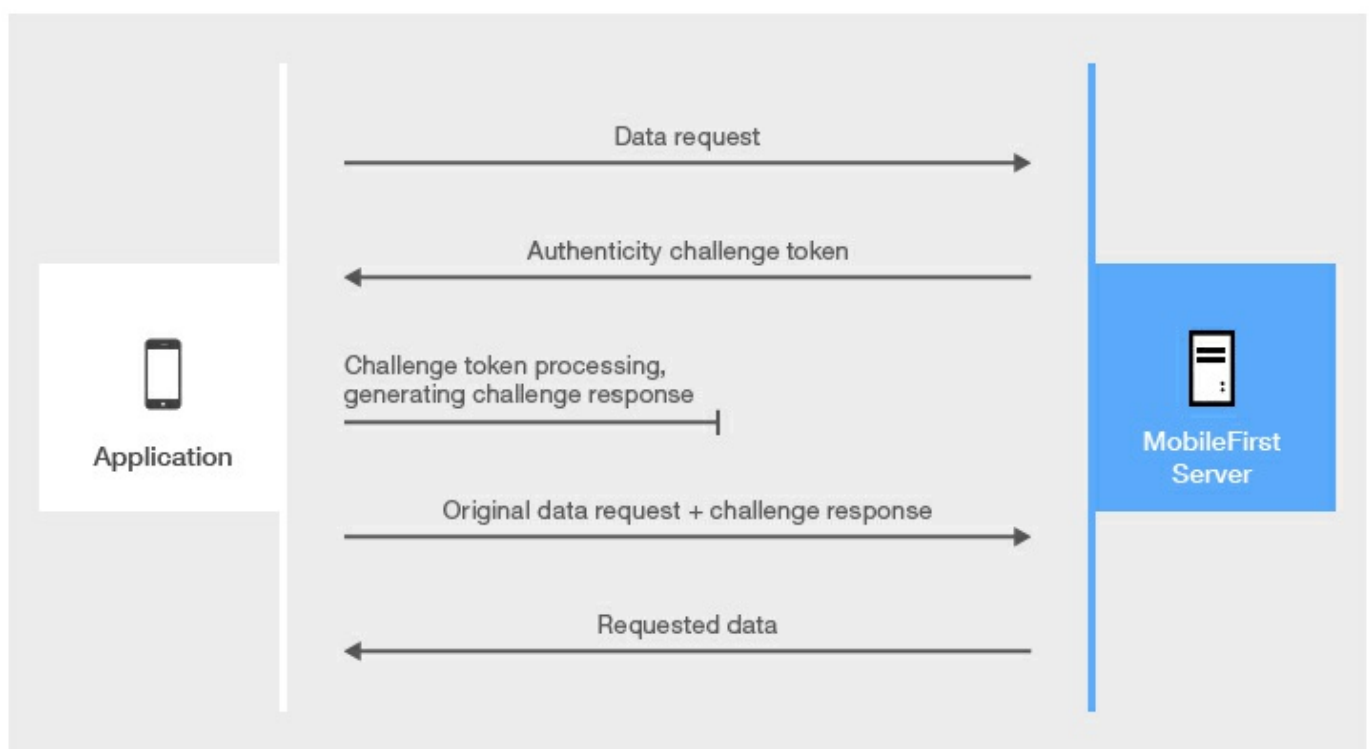 Data request
Authenticity challenge token
Challenge token processing,
generating challenge response
Application
MobileFirst
Server
Original data request + challenge response
Requested data